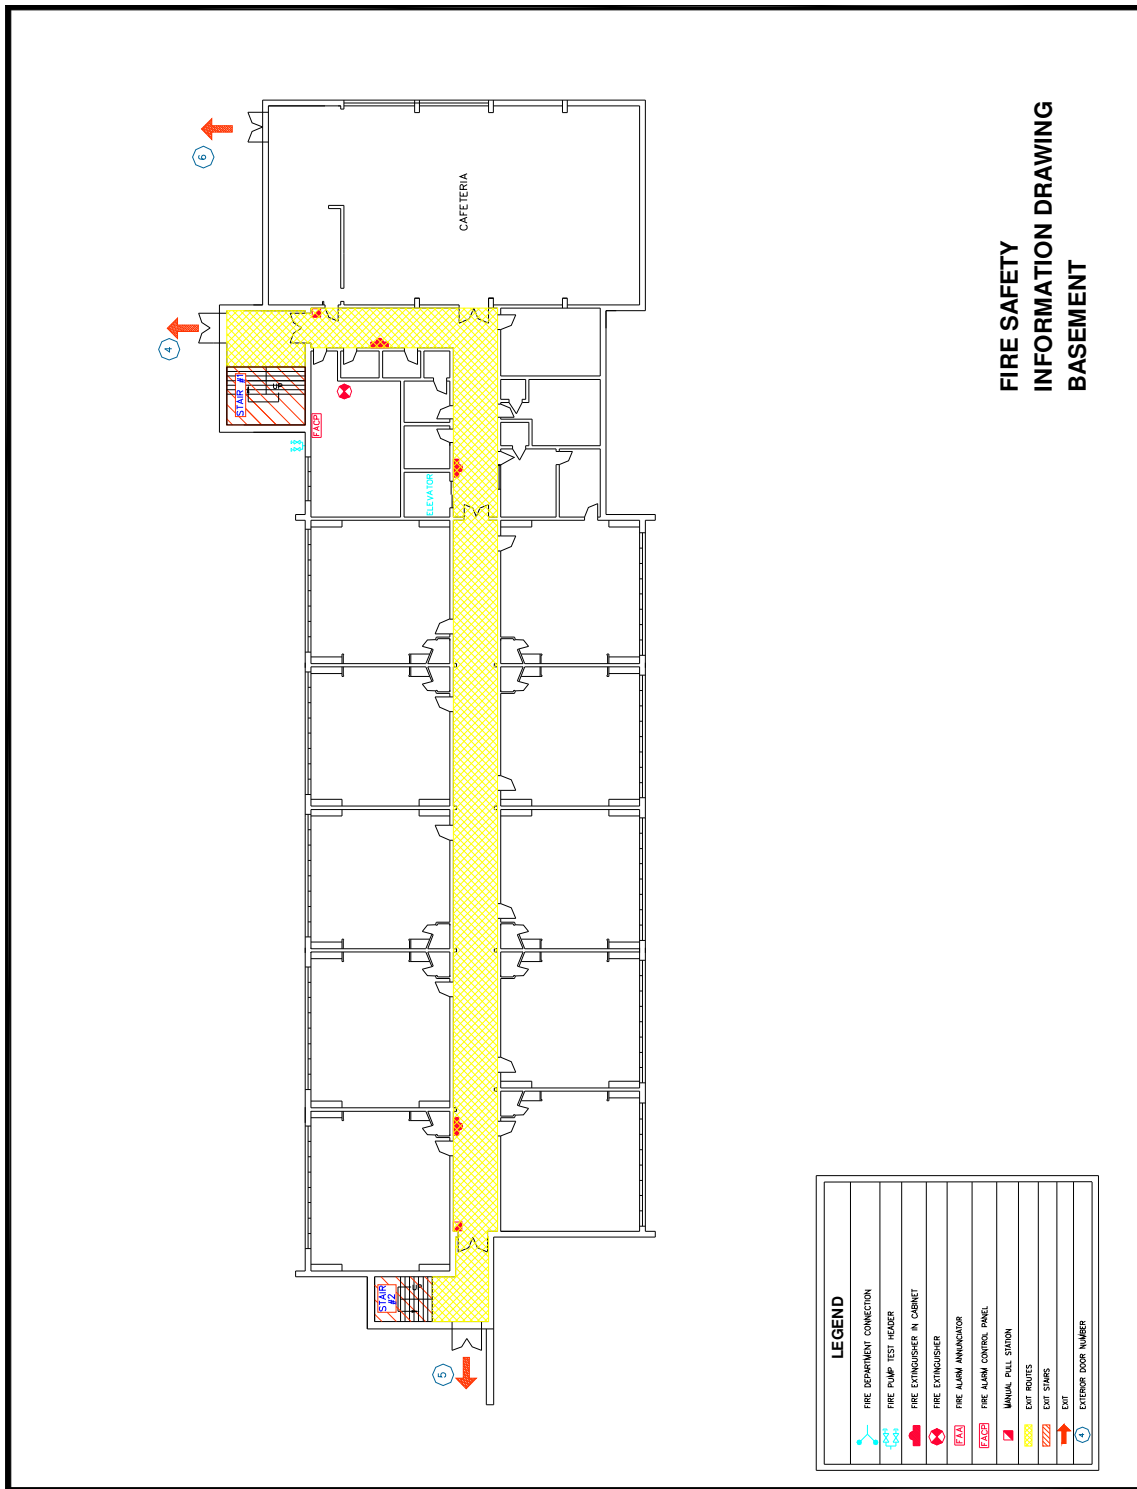 FIRE SAFETY
INFORMATION DRAWING
BASEMENT
6
CAFETERIA
4
STAIR #1
UP
FACP
ELEVATOR
STAIR
#2
UP
5
LEGEND
FIRE DEPARTMENT CONNECTION
FIRE PUMP TEST HEADER
FIRE EXTINGUISHER IN CABINET
FIRE EXTINGUISHER
FAA FIRE ALARM ANNUNCIATOR
FACP FIRE ALARM CONTROL PANEL
MANUAL PULL STATION
EXIT ROUTES
EXIT STAIRS
EXIT
4 EXTERIOR DOOR NUMBER